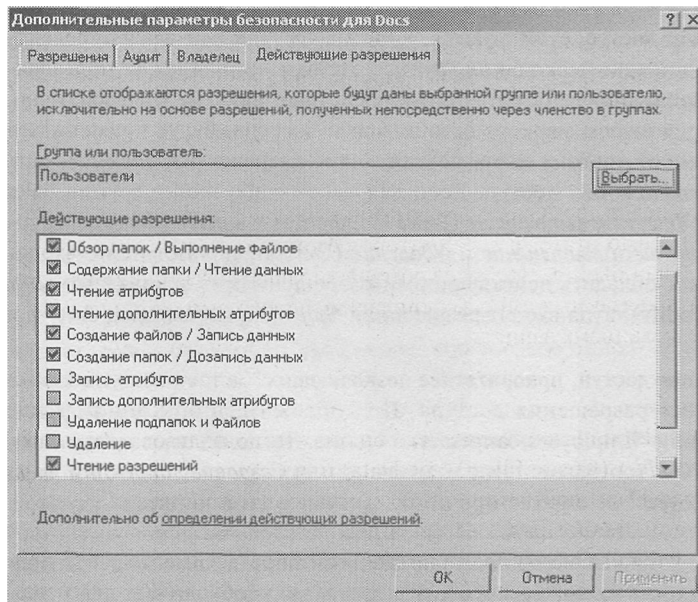 Дополнительные параметры безопасности для Docs
Разрешения Аудит Владелец Действующие разрешения
В списке отображаются разрешения, которые будут даны выбранной группе или пользователю,
исключительно на основе разрешений, полученных непосредственно через членство в группах.
Группа или пользователь:
Пользователи
Выбрать...
Действующие разрешения:
Обзор папок / Выполнение файлов
Содержание папки / Чтение данных
Чтение атрибутов
Чтение дополнительных атрибутов
Создание файлов / Запись данных
Создание папок / Дозапись данных
Запись атрибутов
Запись дополнительных атрибутов
Удаление подпапок и файлов
Удаление
Чтение разрешений
Дополнительно об определении действующих разрешений.
ОК Отмена Применить